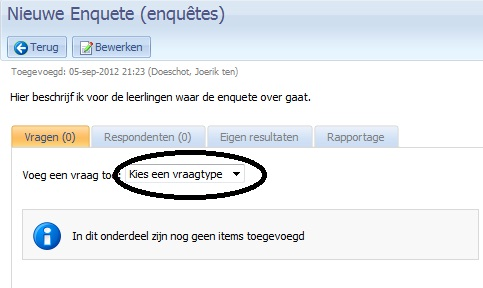 Nieuwe Enquete (enquêtes)
Terug Bewerken
Toegevoegd: 05-sep-2012 21:23 (Doeschot, Joerik ten)
Hier beschrijf ik voor de leerlingen waar de enquete over gaat.
Vragen (0) Respondenten (0) Eigen resultaten Rapportage
Voeg een vraag toe: Kies een vraagtype
In dit onderdeel zijn nog geen items toegevoegd